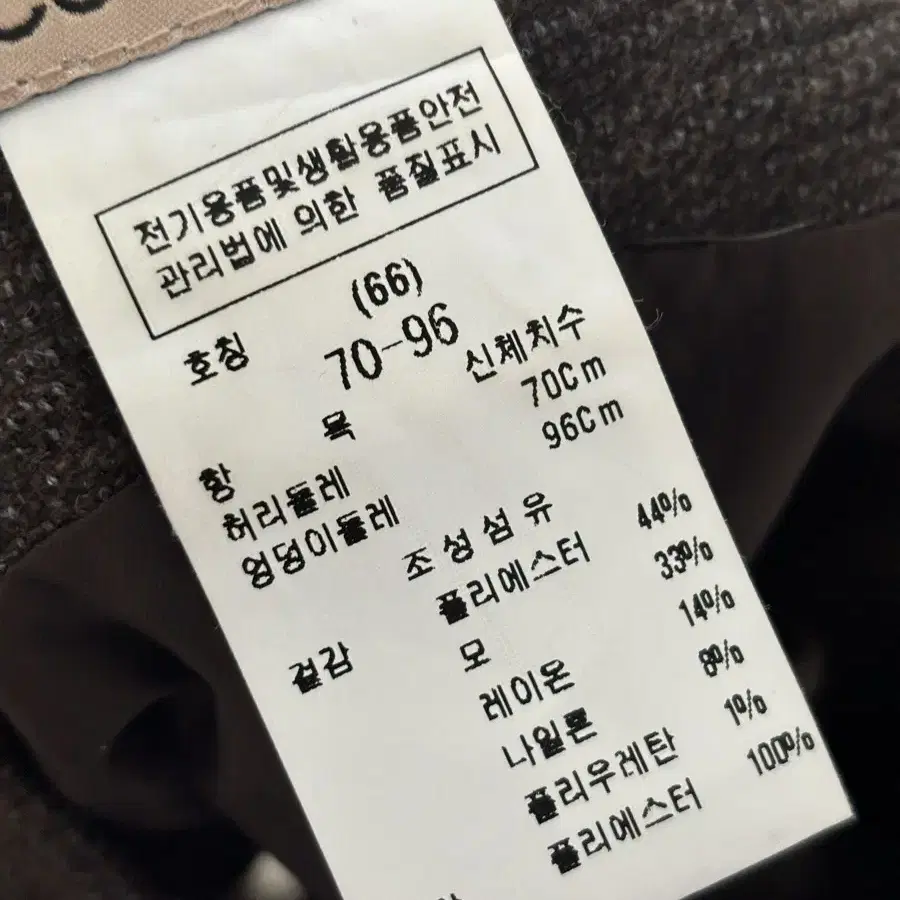 전기용품및생활용품안전
관리법에 의한 품질표시
(66)
호칭 70-96
항 목 신체치수
허리둘레 70Cm
엉덩이둘레 96Cm
조성섬유
겉감 폴리에스터 44%
모 33%
레이온 14%
나일론 8%
폴리우레탄 1%
폴리에스터 100%